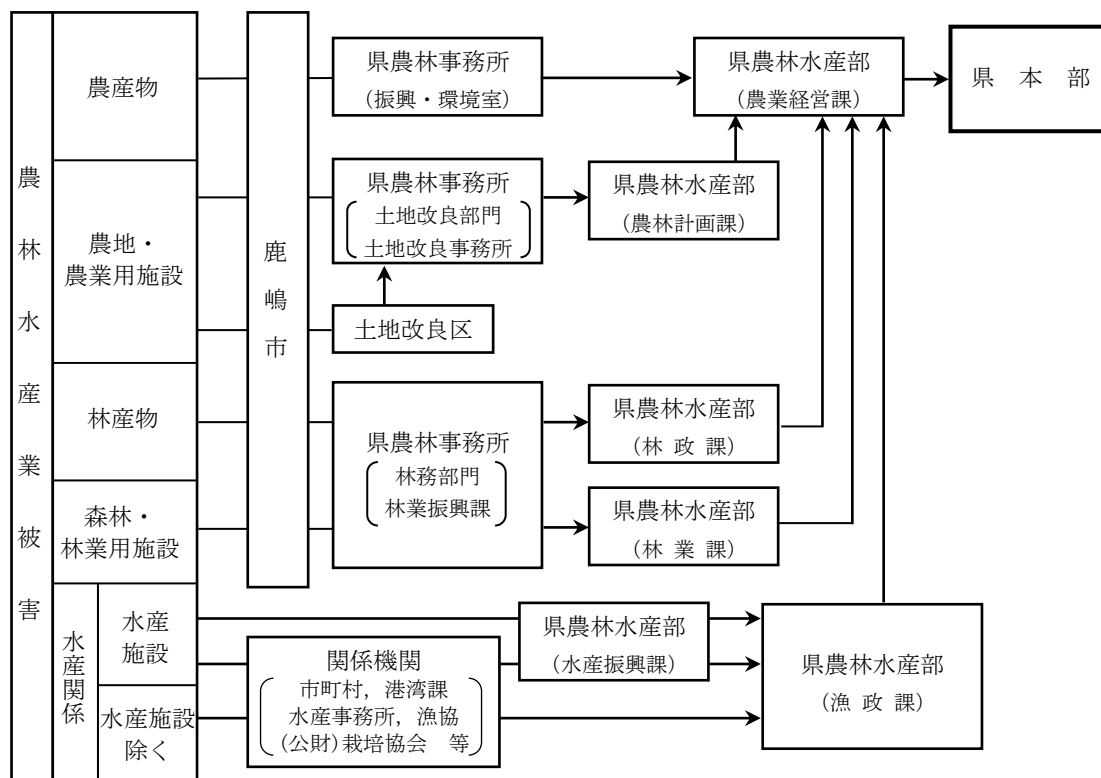 農林水産業被害
農産物
農地・
農業用施設
林産物
森林・
林業用施設
水産関係
水産
施設
水産施設
除く
鹿嶋市
県農林事務所
(振興・環境室)
県農林水産部
(農業経営課)
県　本　部
県農林事務所
土地改良部門
土地改良事務所
県農林水産部
(農林計画課)
土地改良区
県農林事務所
林務部門
林業振興課
県農林水産部
(林 政 課)
県農林水産部
(林 業 課)
県農林水産部
(水産振興課)
関係機関
市町村，港湾課
水産事務所，漁協
(公財)栽培協会　等
県農林水産部
(漁 政 課)